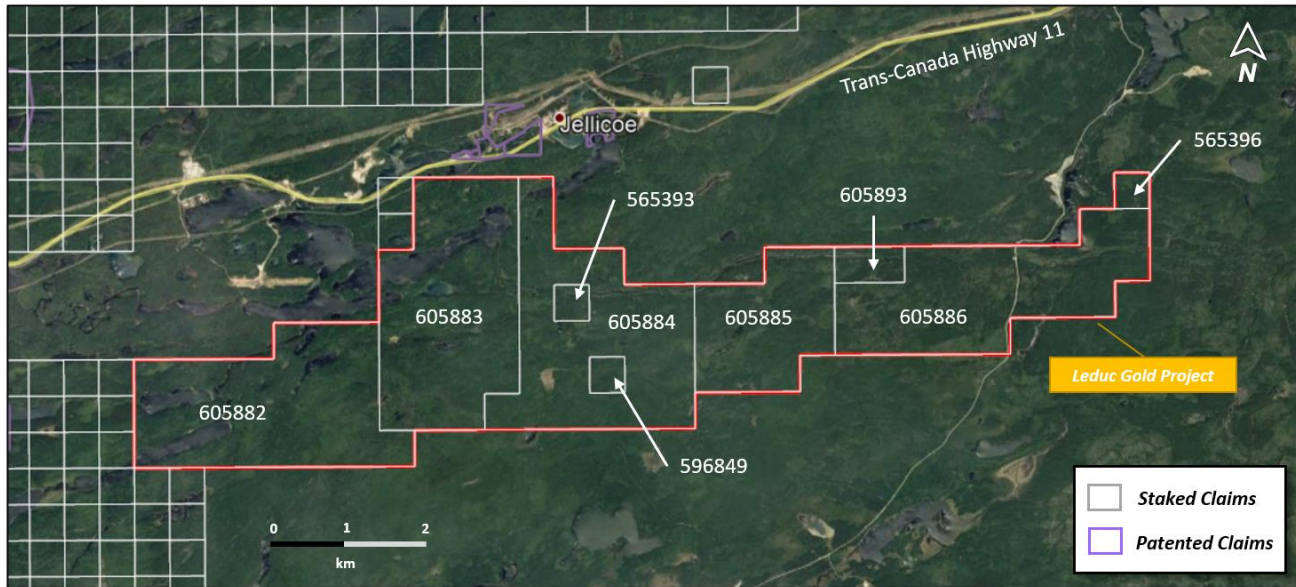 Trans-Canada Highway 11
N
Jellicoe
565396
565393
605893
605883
605884
605885
605886
Leduc Gold Project
605882
596849
0 1 2
km
Staked Claims
Patented Claims